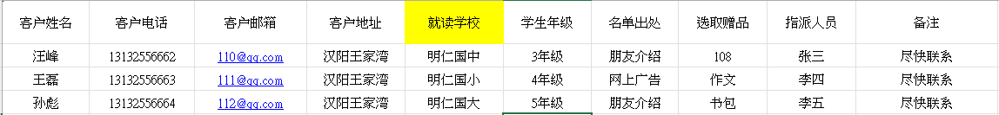 客户姓名 客户电话 客户邮箱 客户地址 就读学校 学生年级 名单出处 选取赠品 指派人员 备注
汪峰 13132556662 110@qq.com 汉阳王家湾 明仁国中 3年级 朋友介绍 108 张三 尽快联系
王磊 13132556663 111@qq.com 汉阳王家湾 明仁国小 4年级 网上广告 作文 李四 尽快联系
孙彪 13132556664 112@qq.com 汉阳王家湾 明仁国大 5年级 朋友介绍 书包 李五 尽快联系